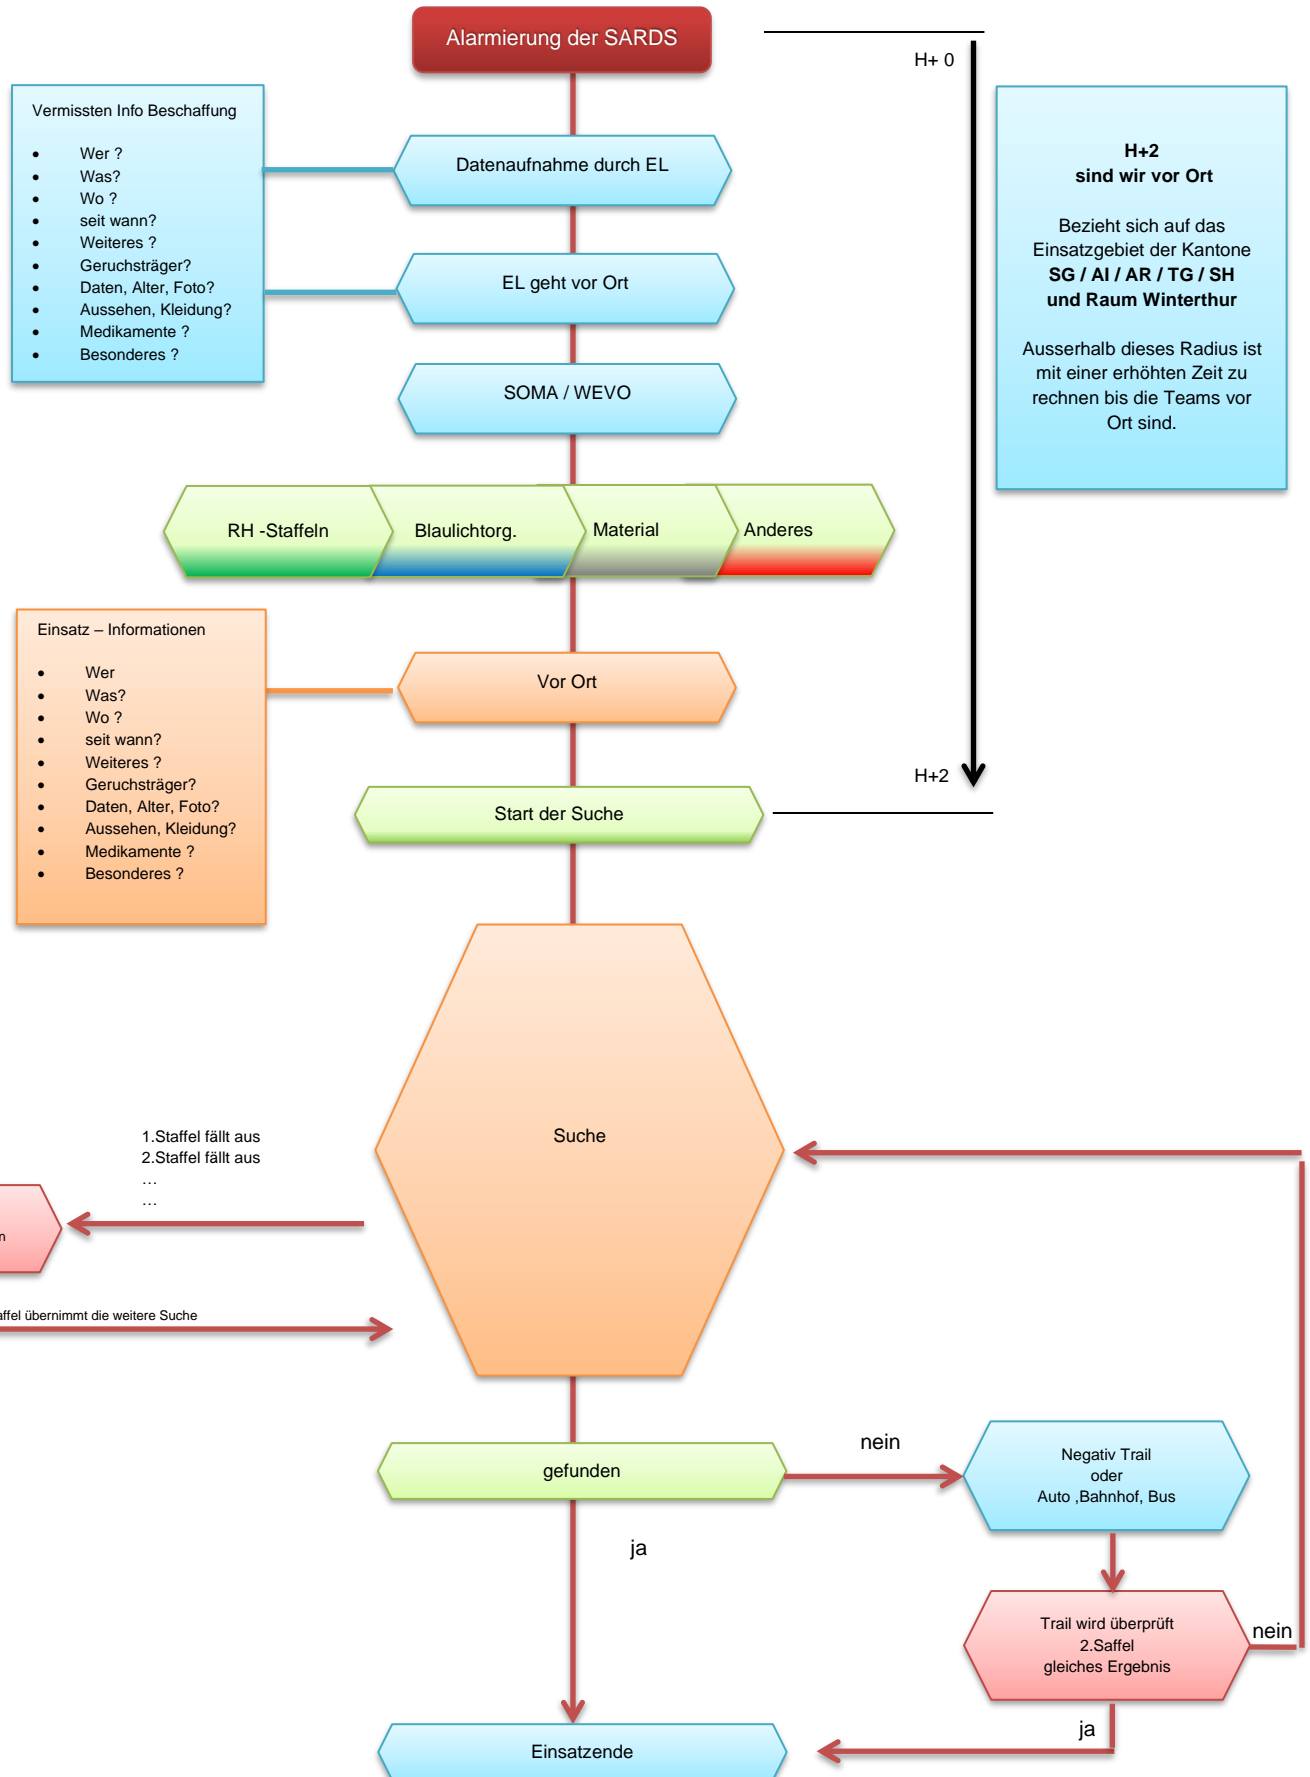 Alarmierung der SARDS
H+ 0
Vermissten Info Beschaffung
• Wer ?
• Was?
• Wo ?
• seit wann?
• Weiteres ?
• Geruchsträger?
• Daten, Alter, Foto?
• Aussehen, Kleidung?
• Medikamente ?
• Besonderes ?
Datenaufnahme durch EL
EL geht vor Ort
SOMA / WEVO
H+2
sind wir vor Ort
Bezieht sich auf das
Einsatzgebiet der Kantone
SG / AI / AR / TG / SH
und Raum Winterthur
Ausserhalb dieses Radius ist
mit einer erhöhten Zeit zu
rechnen bis die Teams vor
Ort sind.
RH -Staffeln
Blaulichtorg.
Material
Anderes
Einsatz – Informationen
• Wer
• Was?
• Wo ?
• seit wann?
• Weiteres ?
• Geruchsträger?
• Daten, Alter, Foto?
• Aussehen, Kleidung?
• Medikamente ?
• Besonderes ?
Vor Ort
H+2
Start der Suche
Suche
1.Staffel fällt aus
2.Staffel fällt aus
…
…
übernimmt die weitere Suche
gefunden
nein
Negativ Trail
oder
Auto ,Bahnhof, Bus
ja
Trail wird überprüft
2.Saffel
gleiches Ergebnis
nein
ja
Einsatzende